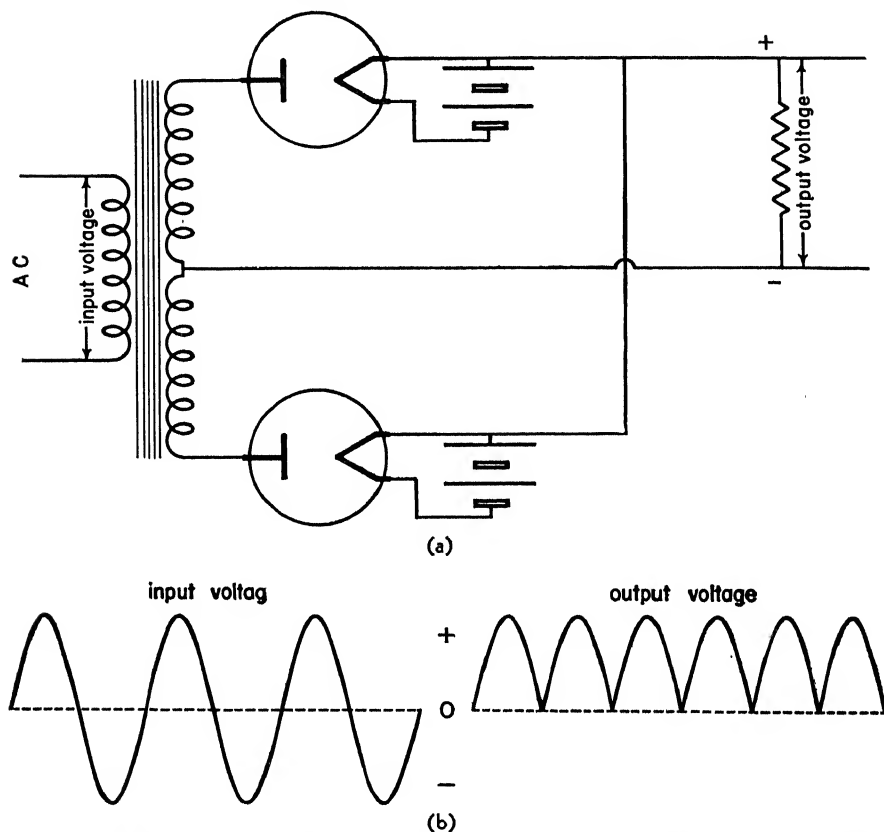 +
output voltage
input voltage
AC
-
(a)
input voltag
output voltage
+
0
-
(b)